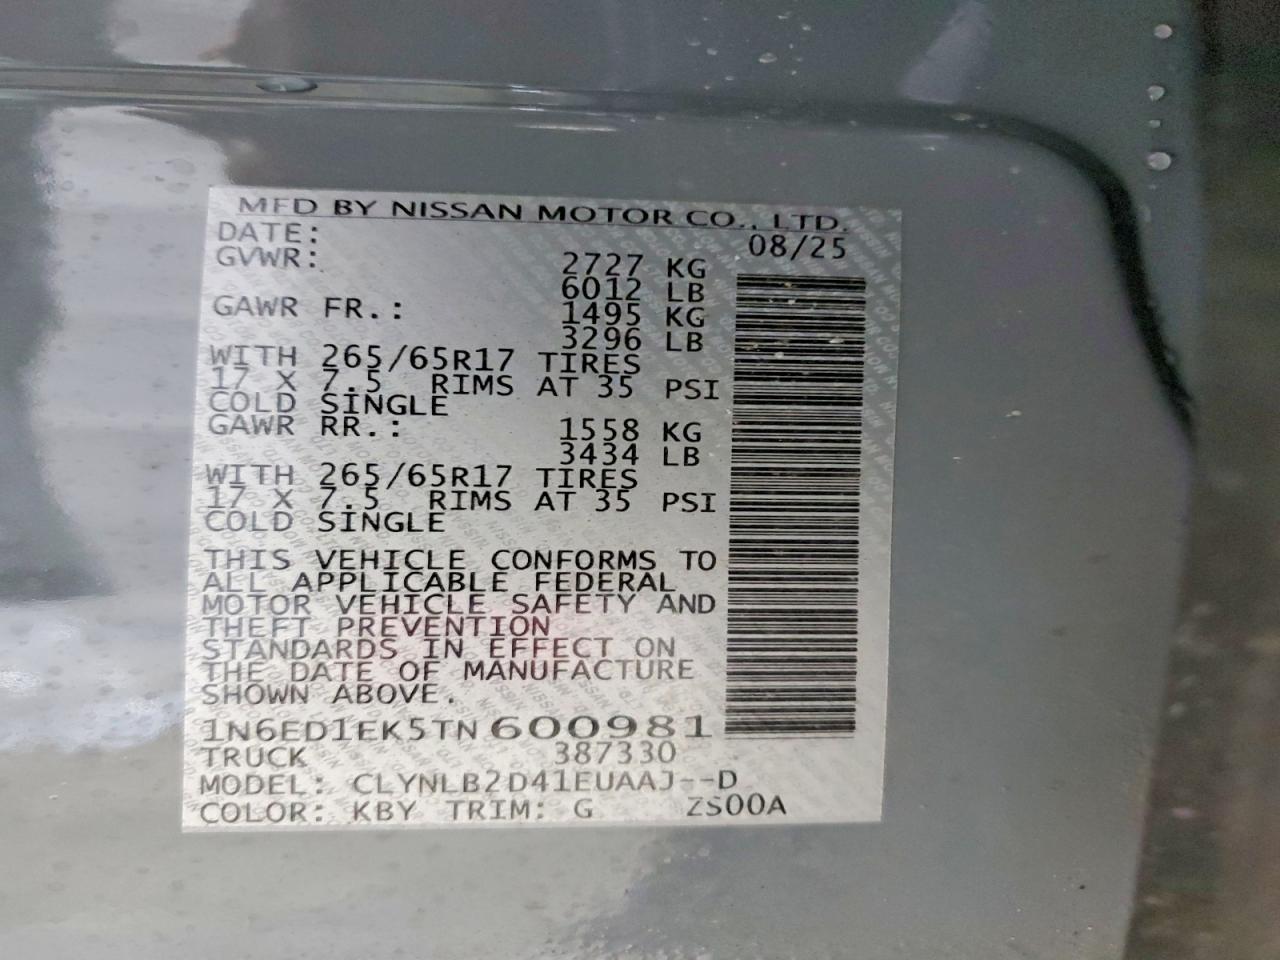 MFD BY NISSAN MOTOR CO., LTD.
DATE: 08/25
GVWR: 2727 KG
6012 LB
GAWR FR.: 1495 KG
3296 LB
WITH 265/65R17 TIRES
17 X 7.5 RIMS AT 35 PSI
COLD SINGLE
GAWR RR.: 1558 KG
3434 LB
WITH 265/65R17 TIRES
17 X 7.5 RIMS AT 35 PSI
COLD SINGLE
THIS VEHICLE CONFORMS TO
ALL APPLICABLE FEDERAL
MOTOR VEHICLE SAFETY AND
THEFT PREVENTION
STANDARDS IN EFFECT ON
THE DATE OF MANUFACTURE
SHOWN ABOVE.
1N6ED1EK5TN600981
TRUCK 387330
MODEL: CLYNLB2D41EUAAJ--D
COLOR: KBY TRIM: G ZS00A